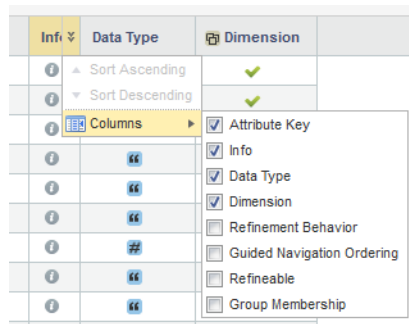 Info Data Type Dimension
Sort Ascending
Sort Descending
Columns
Attribute Key
Info
Data Type
Dimension
Refinement Behavior
Guided Navigation Ordering
Refineable
Group Membership